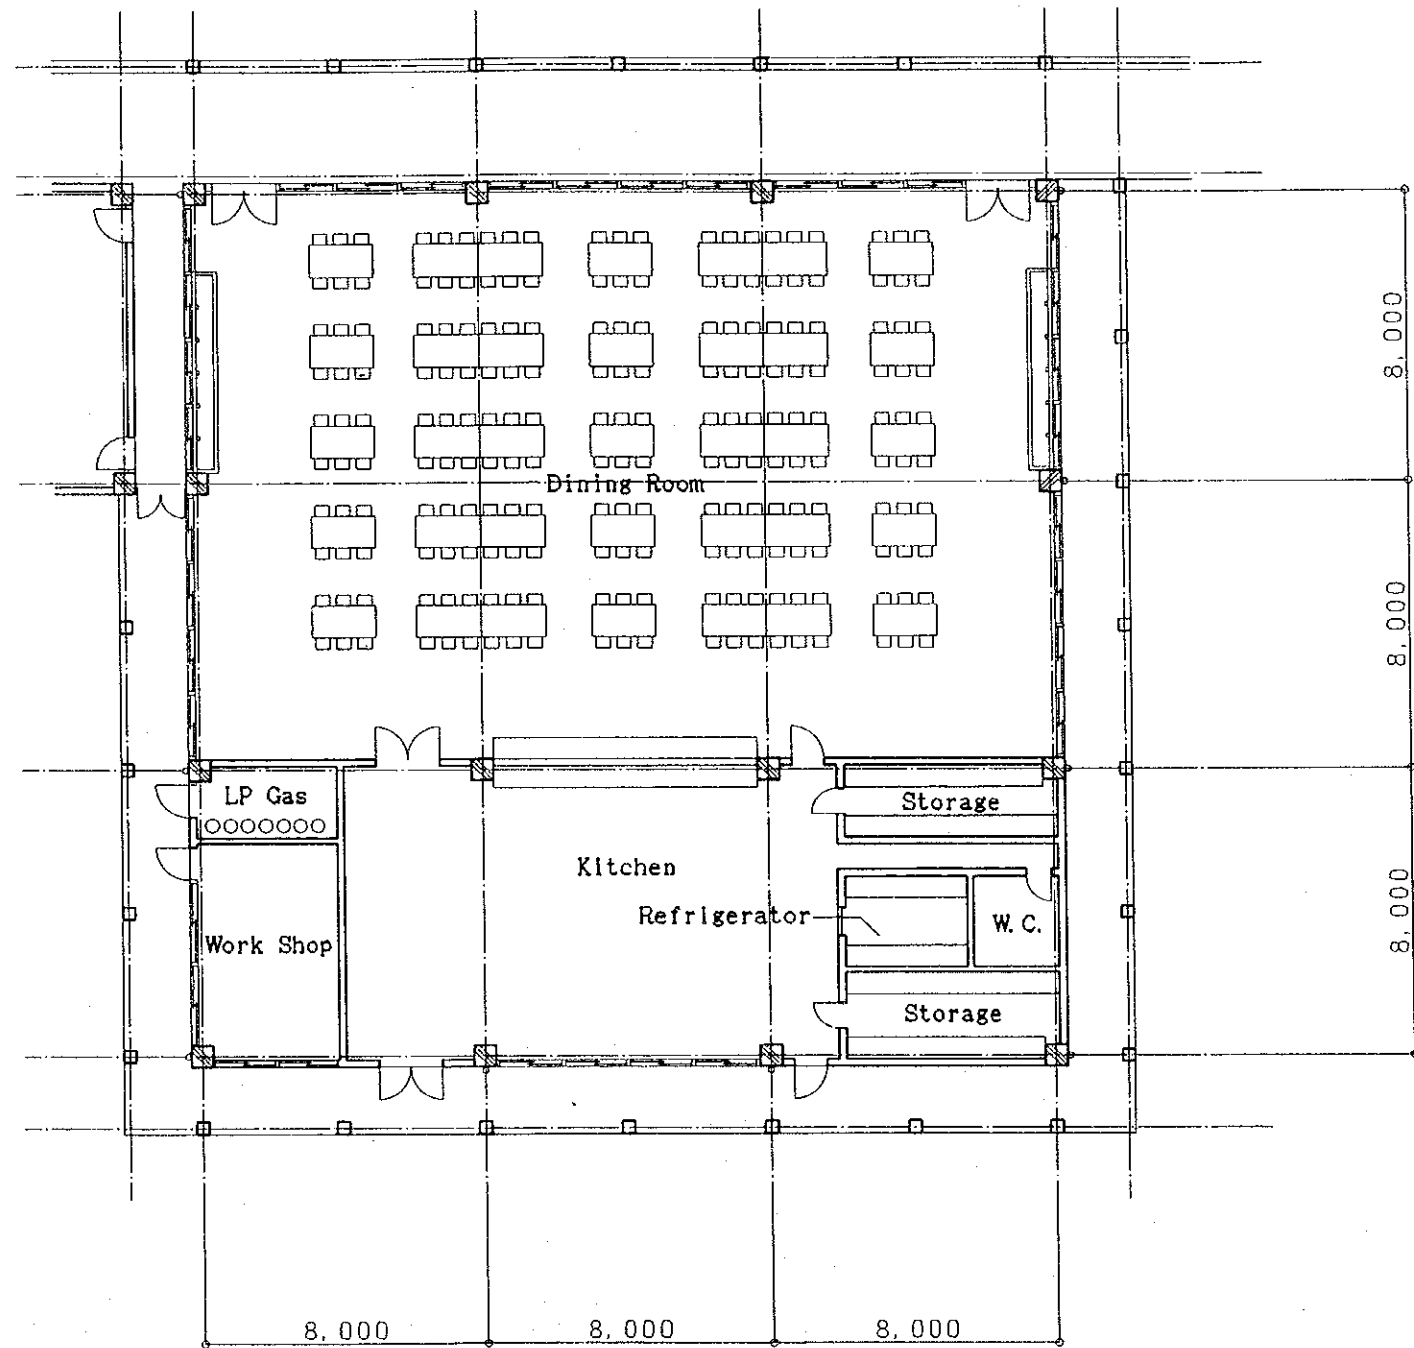 8,000
Dining Room
8,000
LP Gas
Storage
Kitchen
8,000
Refrigerator
W.C.
Work Shop
Storage
8,000
8,000
8,000